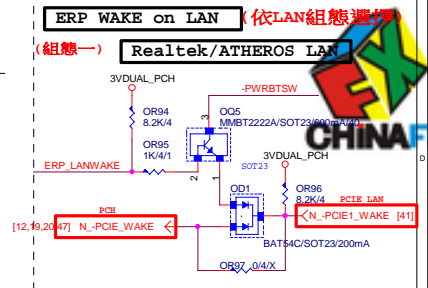 ERP WAKE on LAN (依LAN組態選擇)
(組態一) Realtek/ATHEROS LAN
3VDUAL_PCH
-PWRBTSW
OR94
8.2K/4
OQ5
MMBT2222A/SOT23/600mA/40
3
OR95
1K/4/1
ERP_LANWAKE
2
1
SOT23
3VDUAL_PCH
CHINAF
D
OD1
OR96
8.2K/4
PCH
PCIE LAN
[12,19,20,47] N_-PCIE_WAKE
N_-PCIE1_WAKE [41]
BAT54C/SOT23/200mA
OR97 0/4/X